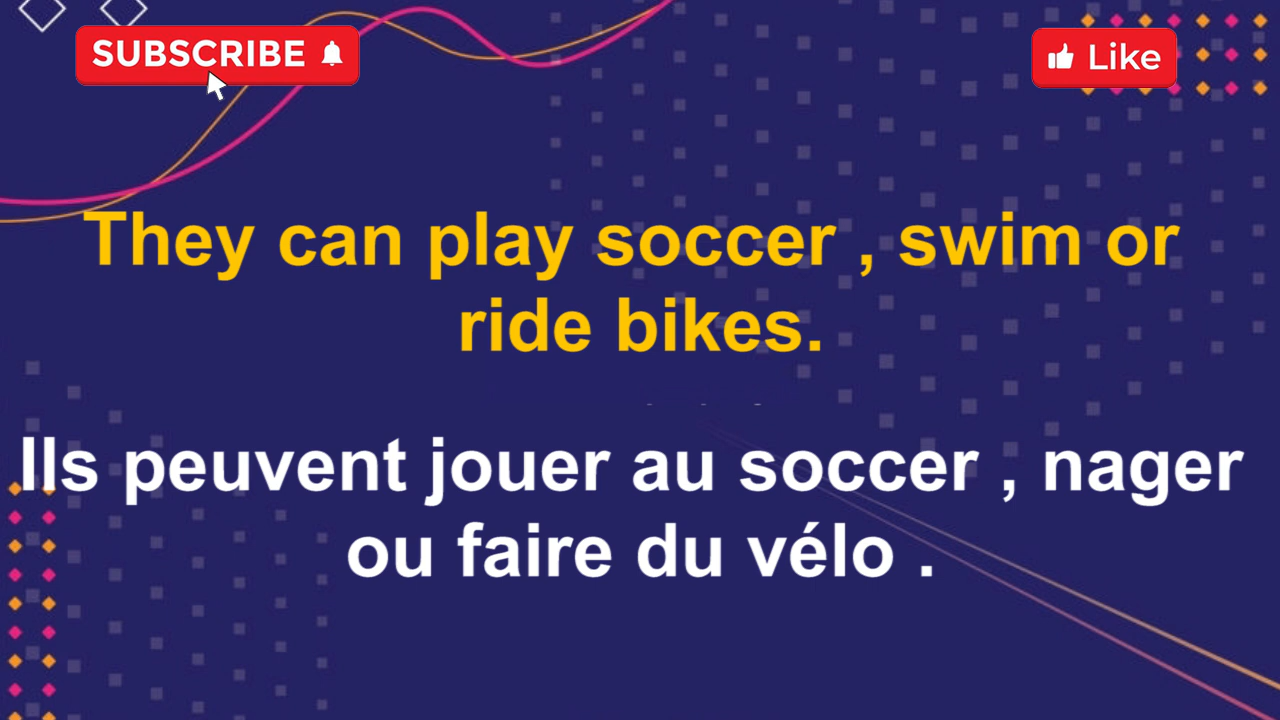 SUBSCRIBE
Like
They can play soccer , swim or
ride bikes.
Ils peuvent jouer au soccer , nager
ou faire du vélo .